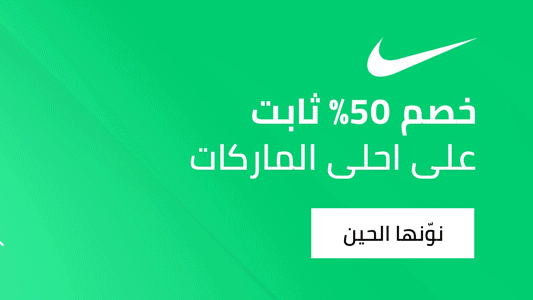 خصم 50% ثابت
على احلى الماركات
نوّنها الحين